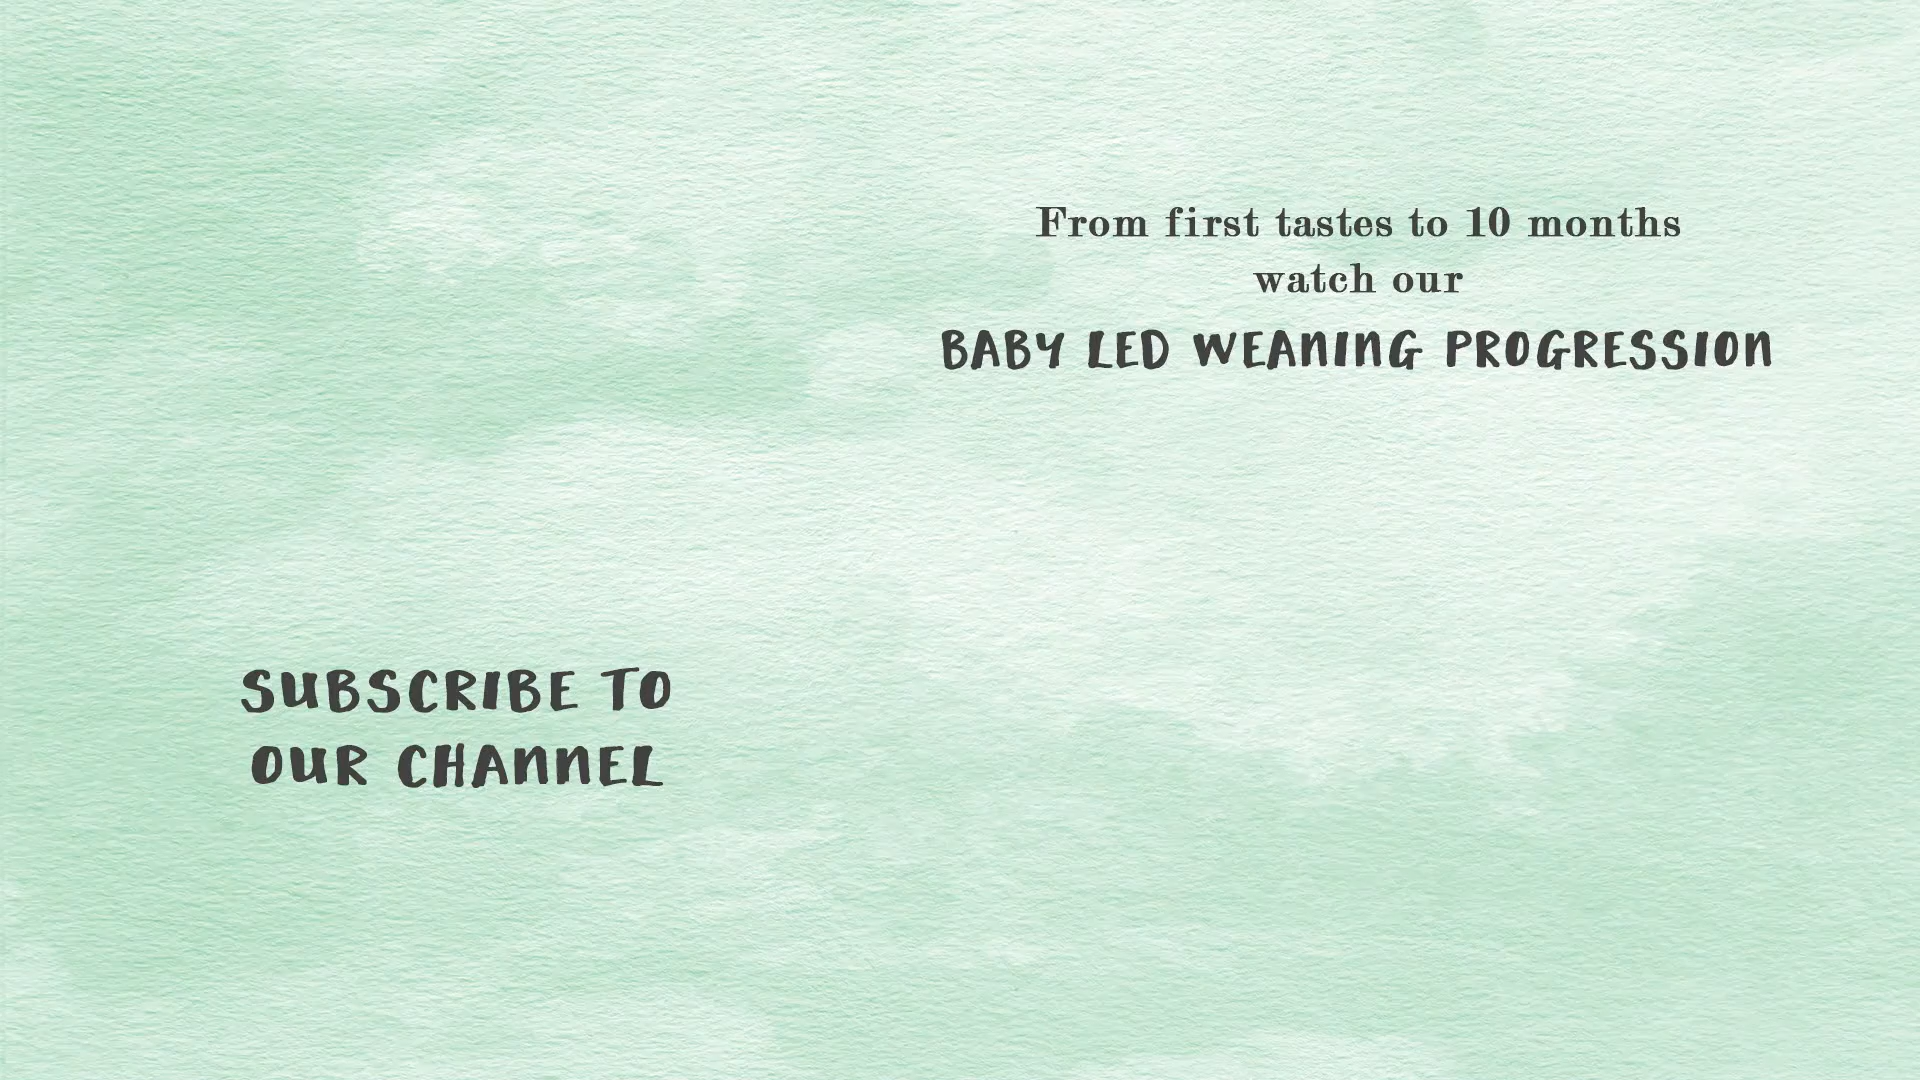 From first tastes to 10 months
watch our
BABY LED WEANING PROGRESSION
SUBSCRIBE TO
OUR CHANNEL